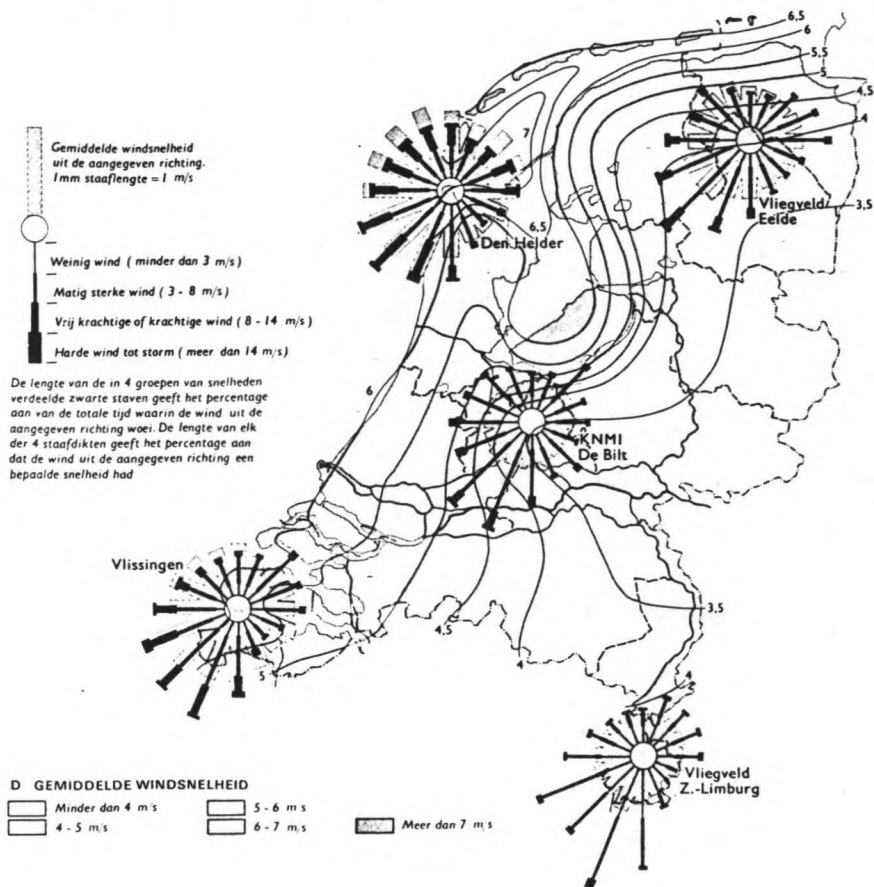 6,5
6
5,5
5
4,5
4
3,5
7
6,5
Gemiddelde windsnelheid
uit de aangegeven richting.
1mm staaflengte = 1 m/s
Weinig wind ( minder dan 3 m/s )
Matig sterke wind ( 3 - 8 m/s )
Vrij krachtige of krachtige wind ( 8 - 14 m/s )
Harde wind tot storm ( meer dan 14 m/s )
De lengte van de in 4 groepen van snelheden
verdeelde zwarte staven geeft het percentage
aan van de totale tijd waarin de wind uit de
aangegeven richting woei. De lengte van elk
der 4 staafdikten geeft het percentage aan
dat de wind uit de aangegeven richting een
bepaalde snelheid had
Den Helder
Vliegveld
Eelde
6
KNMI
De Bilt
Vlissingen
3,5
4,5
4
5
4
Vliegveld
Z.-Limburg
D GEMIDDELDE WINDSNELHEID
Minder dan 4 m/s
4 - 5 m/s
5 - 6 m/s
6 - 7 m/s
Meer dan 7 m/s